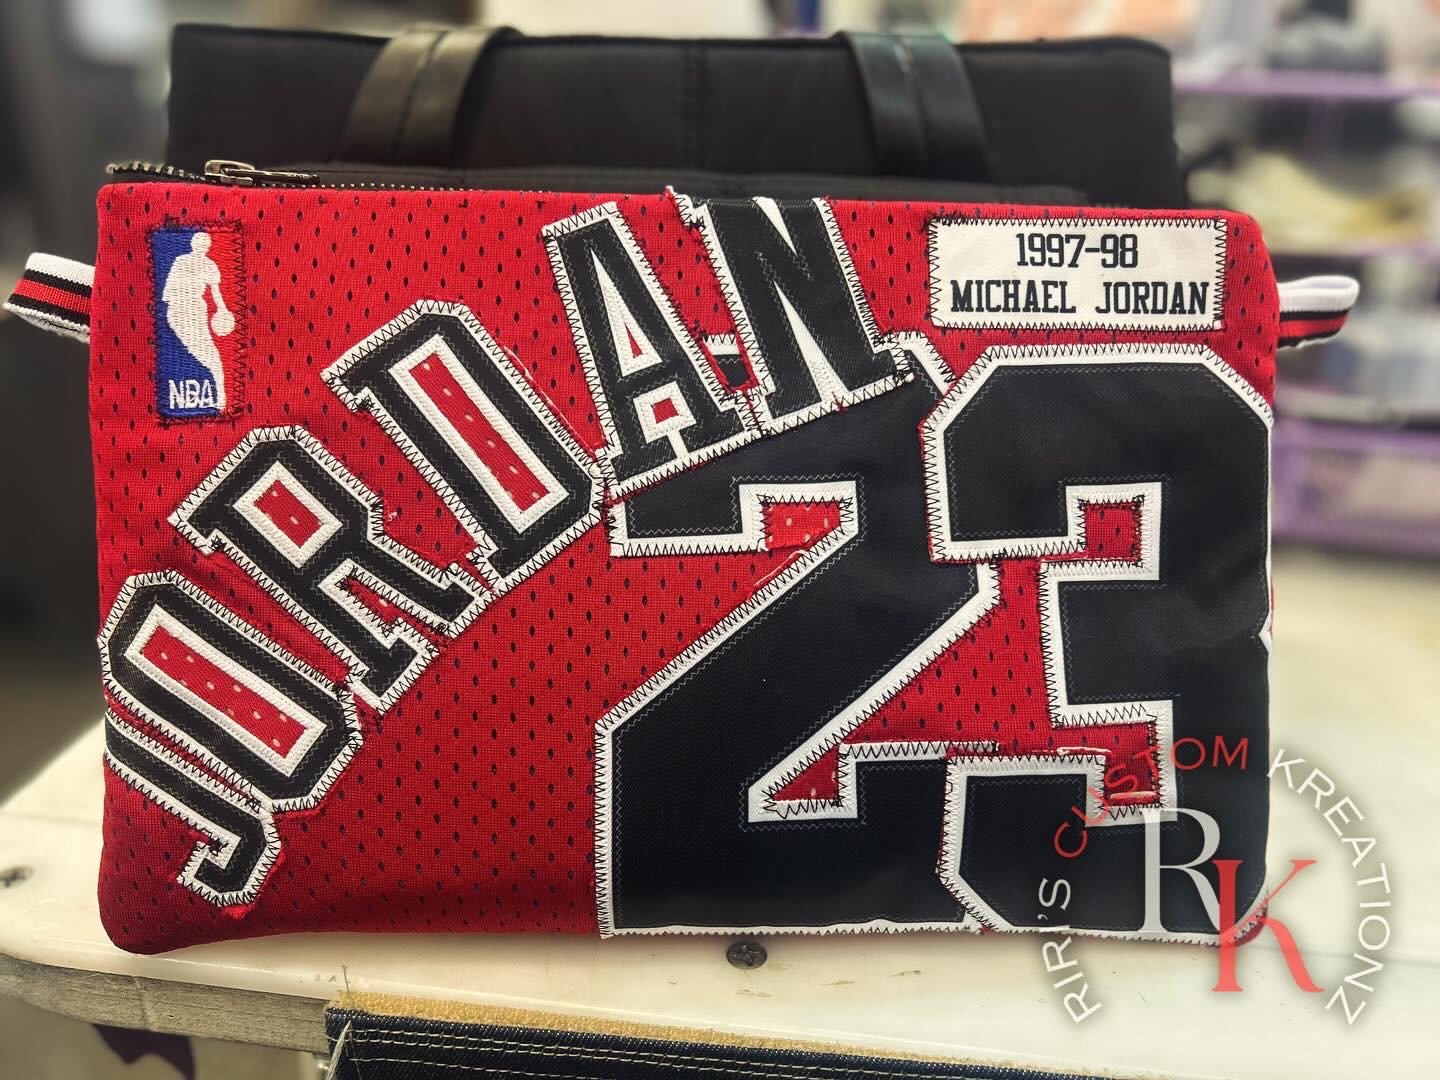 NBA
1997-98
MICHAEL JORDAN
JORDAN
23
RIRI'S CUSTOM KREATIONZ
RK